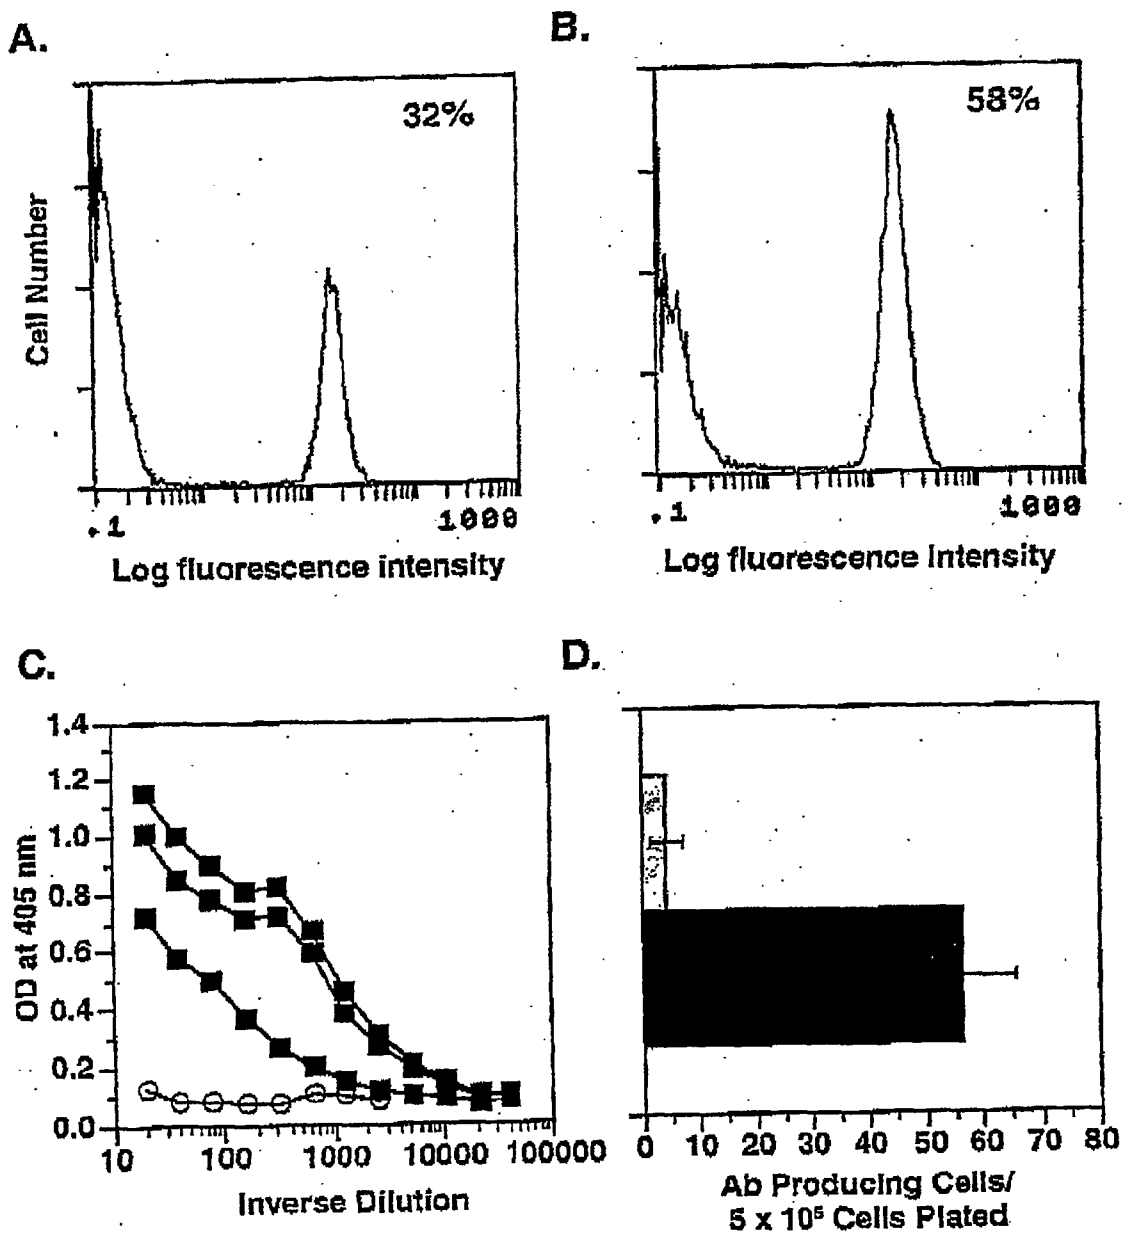 A.
32%
Cell Number
.1
1000
Log fluorescence intensity
B.
58%
.1
1000
Log fluorescence intensity
C.
1.4
1.2
1.0
0.8
0.6
0.4
0.2
0.0
OD at 405 nm
10
100
1000
10000
100000
Inverse Dilution
D.
0
10
20
30
40
50
60
70
80
Ab Producing Cells/
5 x 10⁵ Cells Plated